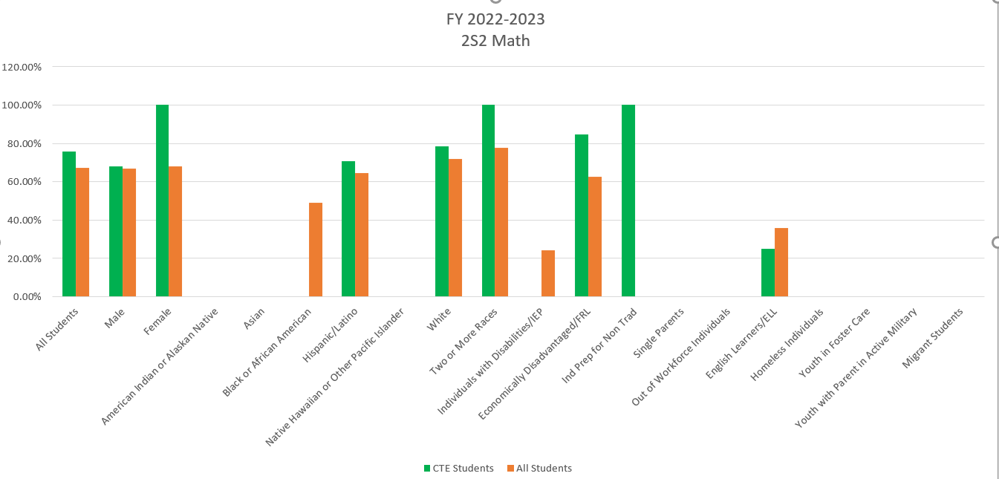 FY 2022-2023
2S2 Math
120.00%
100.00%
80.00%
60.00%
40.00%
20.00%
0.00%
All Students
Male
Female
American Indian or Alaskan Native
Asian
Black or African American
Hispanic/Latino
Native Hawaiian or Other Pacific Islander
White
Two or More Races
Individuals with Disabilities/IEP
Economically Disadvantaged/FRL
Ind Prep for Non Trad
Single Parents
Out of Workforce Individuals
English Learners/ELL
Homeless Individuals
Youth in Foster Care
Youth with Parent in Active Military
Migrant Students
CTE Students All Students